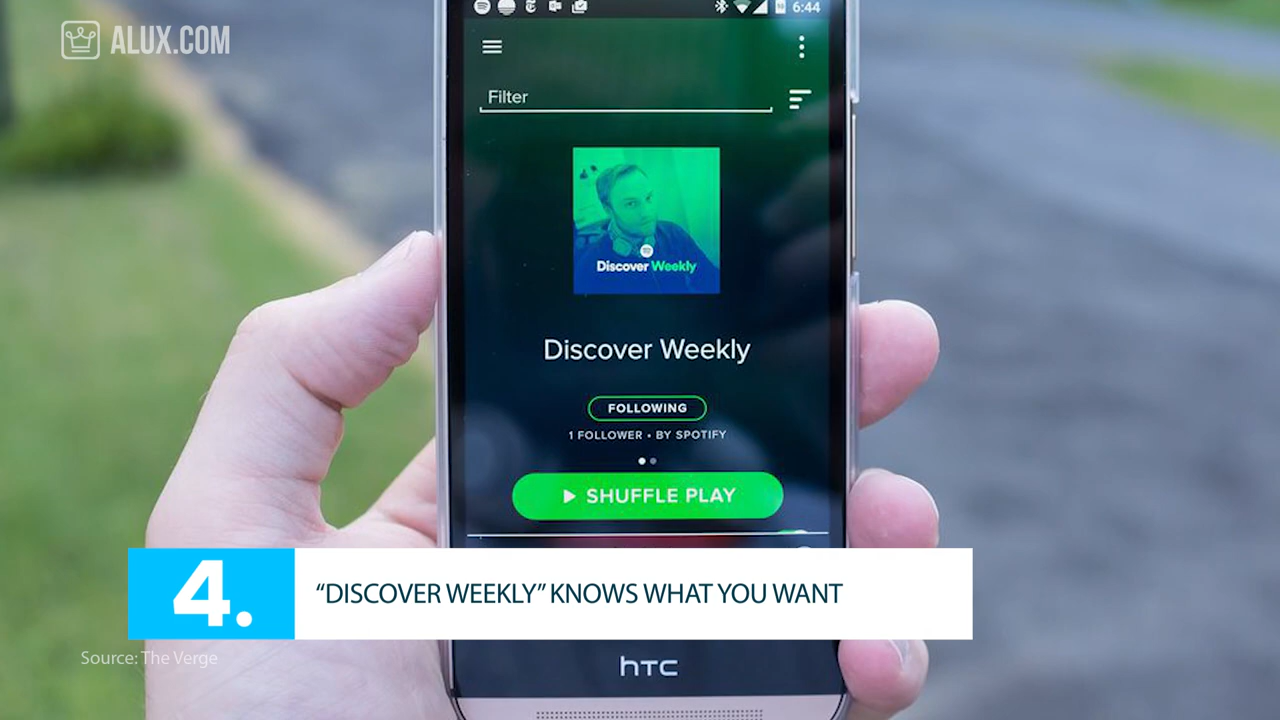 ALUX.COM
6:44
Filter
Discover Weekly
Discover Weekly
FOLLOWING
1 FOLLOWER • BY SPOTIFY
SHUFFLE PLAY
4.
“DISCOVER WEEKLY” KNOWS WHAT YOU WANT
Source: The Verge
hTC